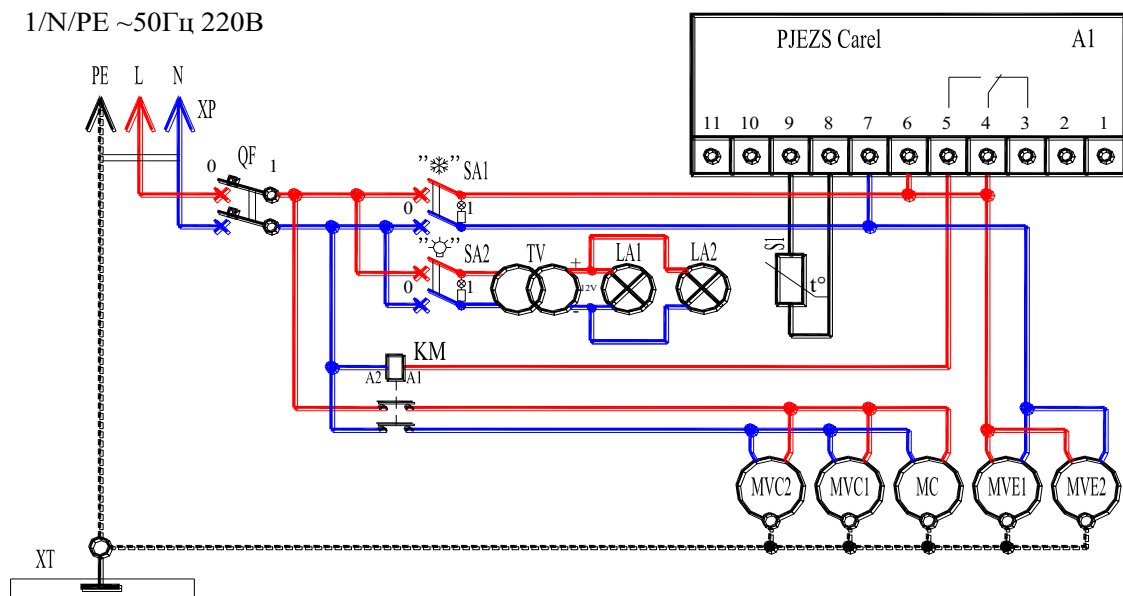 1/N/PE ~50Гц 220В
PJEZS Carel A1
PE L N
XP
11 10 9 8 7 6 5 4 3 2 1
0 QF 1
"❄" SA1
0 1
"💡" SA2
0 1
TV
+ 12V -
LA1 LA2
S1
t°
KM
A2 A1
MVC2 MVC1 MC MVE1 MVE2
XT